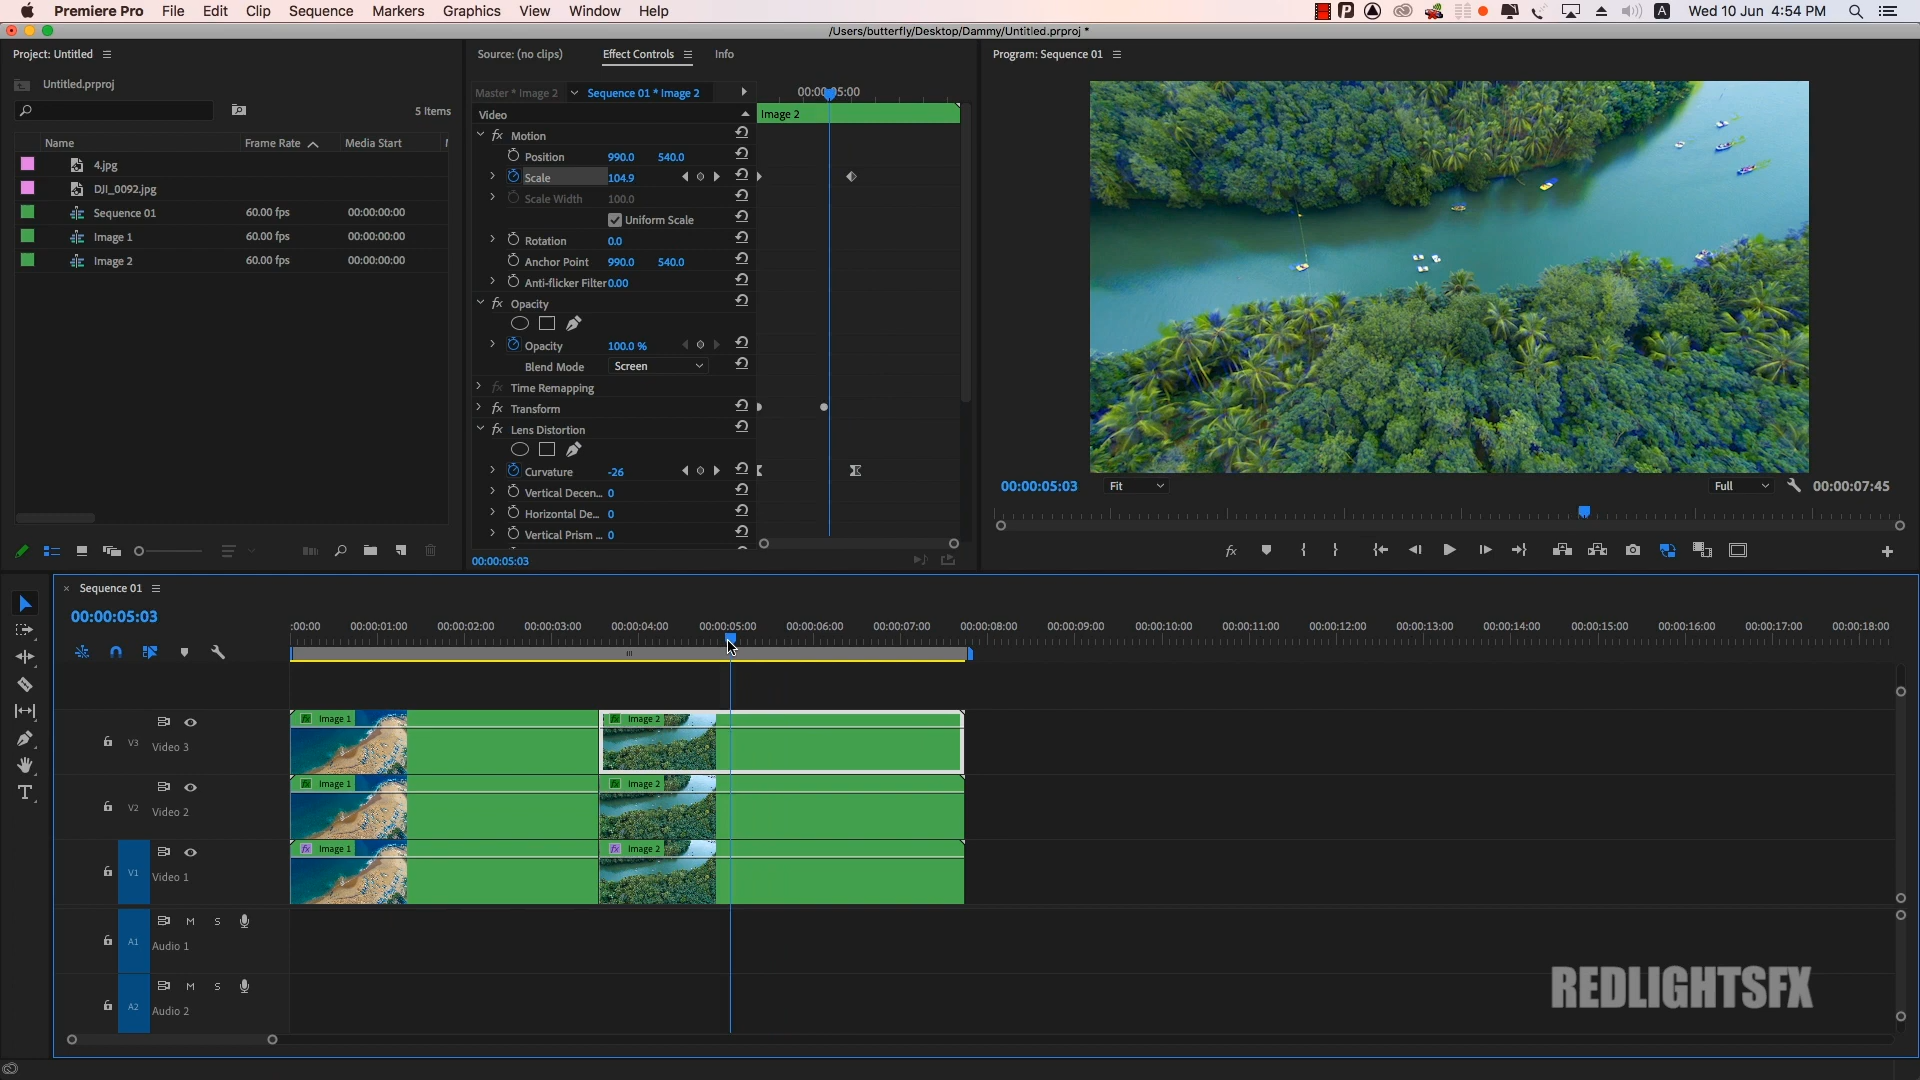 Premiere Pro File Edit Clip Sequence Markers Graphics View Window Help
A Wed 10 Jun 4:54 PM
/Users/butterfly/Desktop/Dammy/Untitled.prproj *
Project: Untitled
Untitled.prproj
5 Items
Name Frame Rate Media Start
4.jpg
DJI_0092.jpg
Sequence 01 60.00 fps 00:00:00:00
Image 1 60.00 fps 00:00:00:00
Image 2 60.00 fps 00:00:00:00
Source: (no clips) Effect Controls Info
Master * Image 2 Sequence 01 * Image 2
00:00:05:00
Video
Image 2
fx Motion
Position 990.0 540.0
Scale 104.9
Scale Width 100.0
Uniform Scale
Rotation 0.0
Anchor Point 990.0 540.0
Anti-flicker Filter 0.00
fx Opacity
Opacity 100.0 %
Blend Mode Screen
fx Time Remapping
fx Transform
fx Lens Distortion
Curvature -26
Vertical Decen... 0
Horizontal De... 0
Vertical Prism ... 0
00:00:05:03
Program: Sequence 01
00:00:05:03 Fit Full 00:00:07:45
fx
Sequence 01
00:00:05:03
:00:00 00:00:01:00 00:00:02:00 00:00:03:00 00:00:04:00 00:00:05:00 00:00:06:00 00:00:07:00 00:00:08:00 00:00:09:00 00:00:10:00 00:00:11:00 00:00:12:00 00:00:13:00 00:00:14:00 00:00:15:00 00:00:16:00 00:00:17:00 00:00:18:00
V3 Video 3
fx Image 1 fx Image 2
V2 Video 2
fx Image 1 fx Image 2
V1 Video 1
fx Image 1 fx Image 2
M S
A1 Audio 1
M S
A2 Audio 2
REDLIGHTSFX